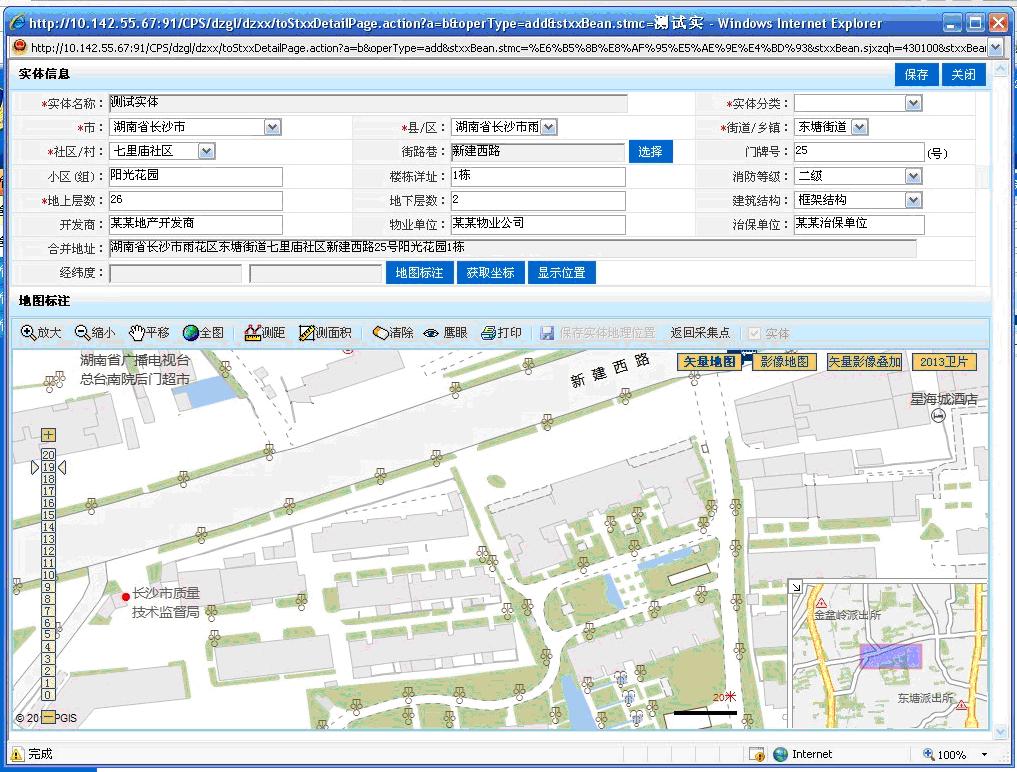 http://10.142.55.67:91/CPS/dzgl/dzxx/toStxxDetailPage.action?a=b&operType=add&stxxBean.stmc=测试实 - Windows Internet Explorer
http://10.142.55.67:91/CPS/dzgl/dzxx/toStxxDetailPage.action?a=b&operType=add&stxxBean.stmc=%E6%B5%8B%E8%AF%95%E5%AE%9E%E4%BD%93&stxxBean.sjxzqh=430100&stxxBear
实体信息 保存 关闭
*实体名称： 测试实体 *实体分类：
*市： 湖南省长沙市 *县/区： 湖南省长沙市雨 *街道/乡镇： 东塘街道
*社区/村： 七里庙社区 街路巷： 新建西路 选择 门牌号： 25 (号)
小区(组)： 阳光花园 楼栋详址： 1栋 消防等级： 二级
*地上层数： 26 地下层数： 2 建筑结构： 框架结构
开发商： 某某地产开发商 物业单位： 某某物业公司 治保单位： 某某治保单位
合并地址： 湖南省长沙市雨花区东塘街道七里庙社区新建西路25号阳光花园1栋
经纬度： 地图标注 获取坐标 显示位置
地图标注
放大 缩小 平移 全图 测距 测面积 清除 鹰眼 打印 保存实体地理位置 返回采集点 实体
湖南省广播电视台
总台南院后门超市
新建西路
矢量地图 影像地图 矢量影像叠加 2013卫片
星海城酒店
20
19
18
17
16
15
14
13
12
11
10
9
8
7
6
5
4
3
2
1
0
长沙市质量
技术监督局
金盆岭派出所
东塘派出所
20米
© 20 PGIS
完成 Internet 100%